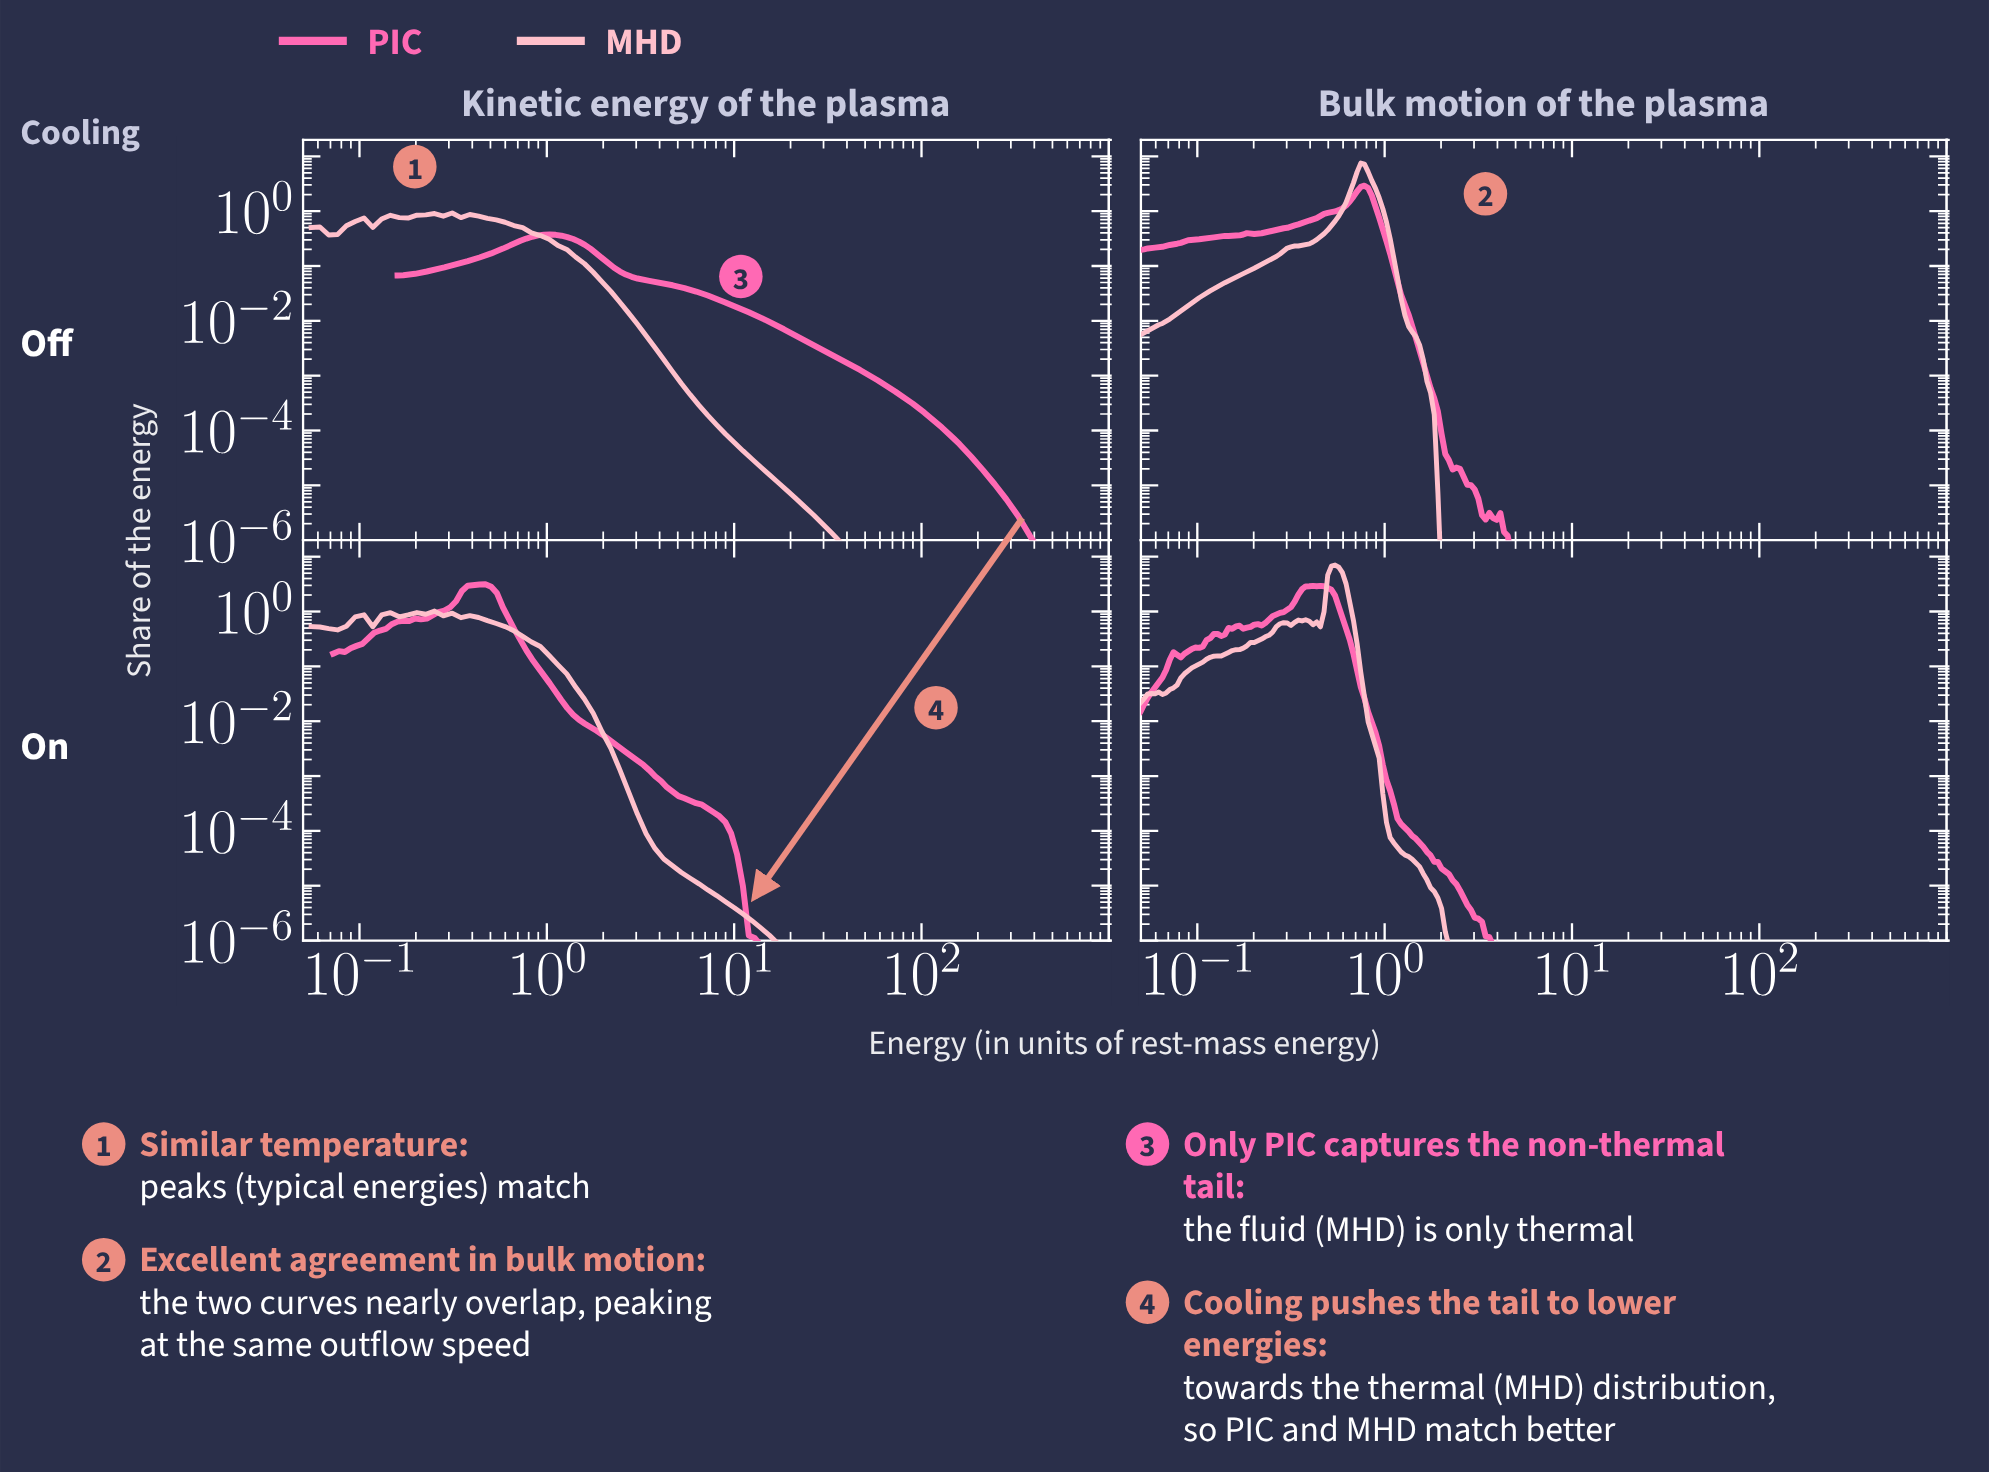 PIC MHD
Kinetic energy of the plasma
Bulk motion of the plasma
Cooling
1
2
10^0
3
10^-2
Off
10^-4
10^-6
Share of the energy
10^0
10^-2
4
On
10^-4
10^-6
10^-1 10^0 10^1 10^2
10^-1 10^0 10^1 10^2
Energy (in units of rest-mass energy)
1 Similar temperature:
peaks (typical energies) match
2 Excellent agreement in bulk motion:
the two curves nearly overlap, peaking
at the same outflow speed
3 Only PIC captures the non-thermal
tail:
the fluid (MHD) is only thermal
4 Cooling pushes the tail to lower
energies:
towards the thermal (MHD) distribution,
so PIC and MHD match better